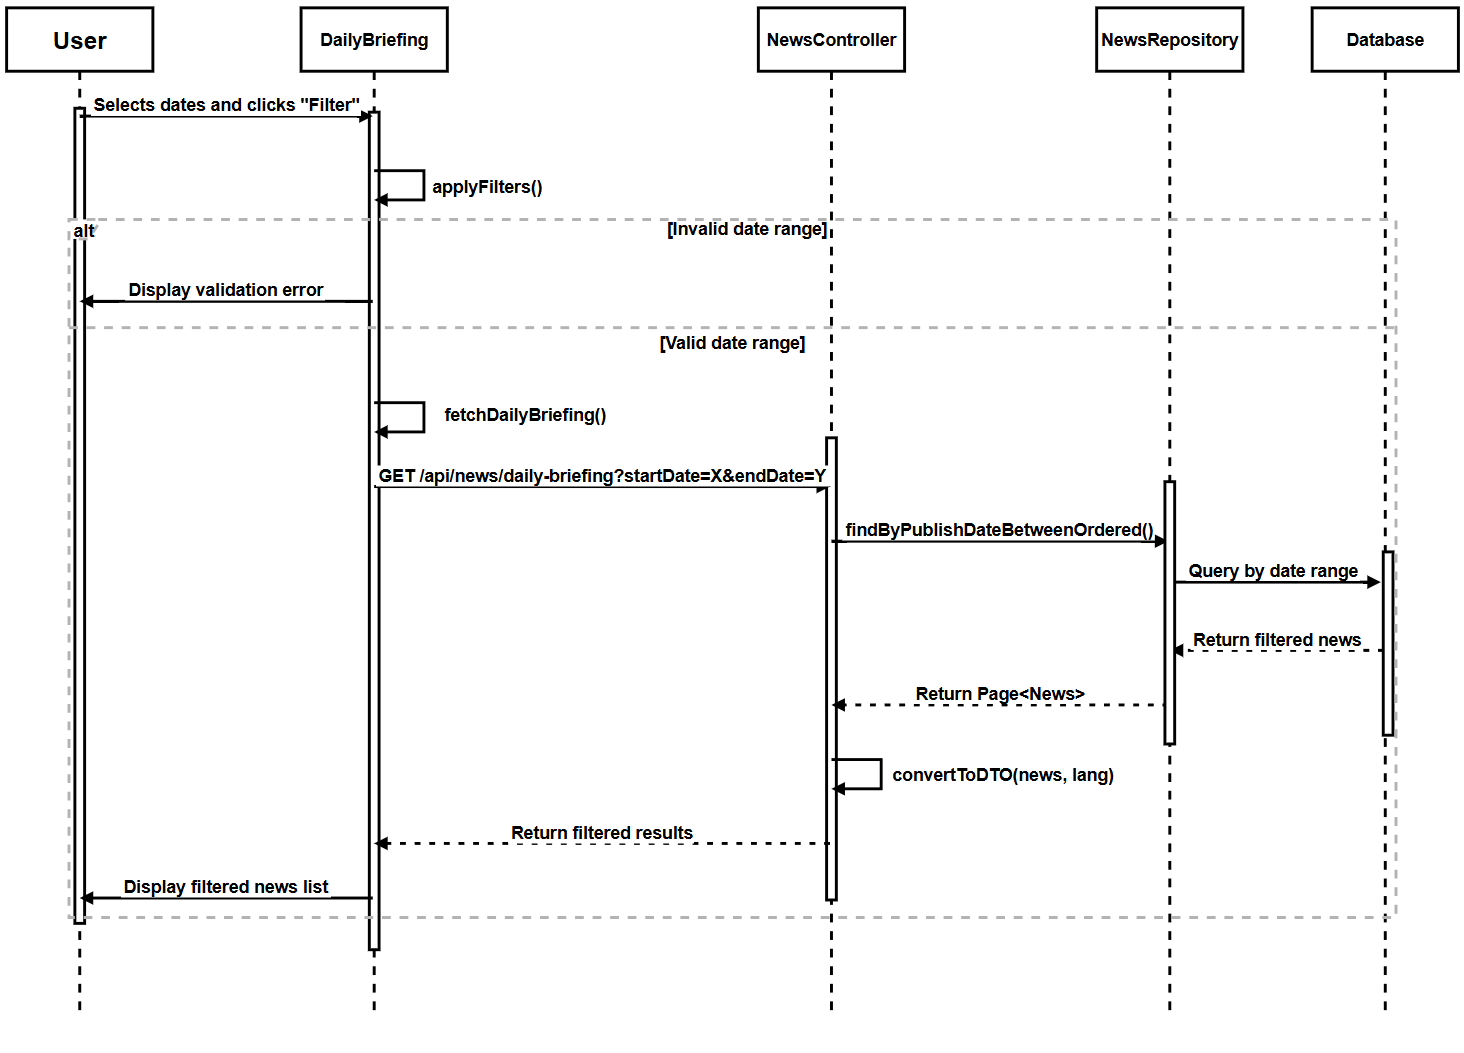 User
DailyBriefing
NewsController
NewsRepository
Database
Selects dates and clicks "Filter"
applyFilters()
alt
[Invalid date range]
Display validation error
[Valid date range]
fetchDailyBriefing()
GET /api/news/daily-briefing?startDate=X&endDate=Y
findByPublishDateBetweenOrdered()
Query by date range
Return filtered news
Return Page<News>
convertToDTO(news, lang)
Return filtered results
Display filtered news list